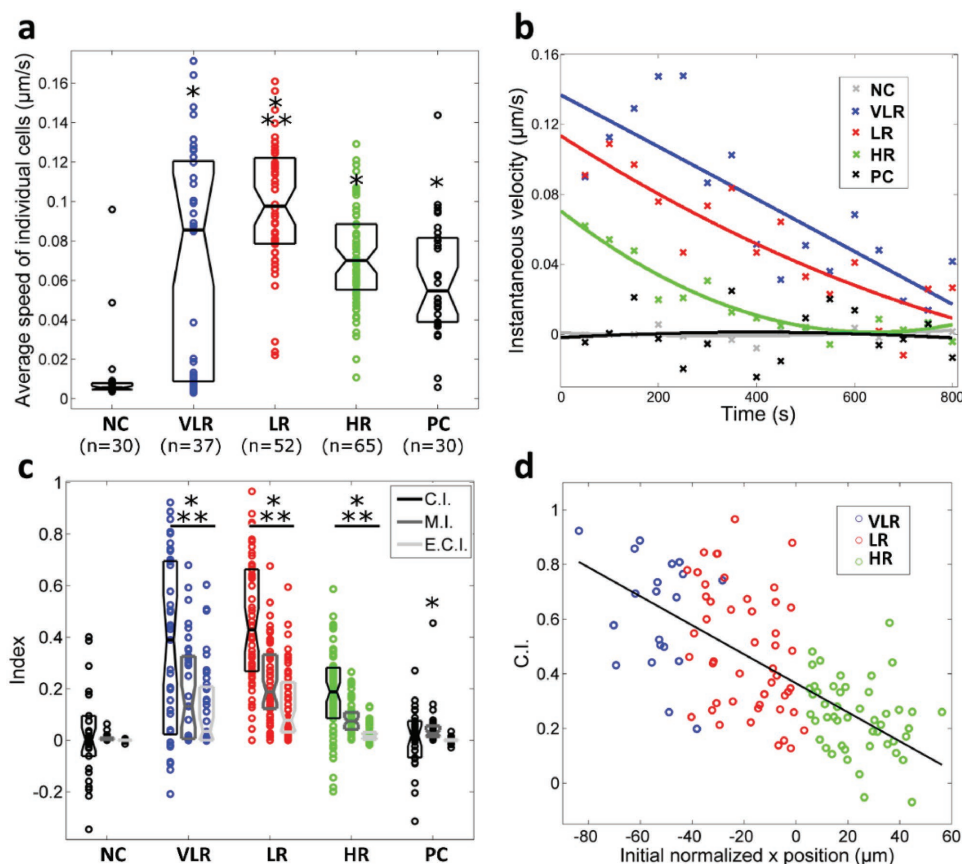 a
Average speed of individual cells (µm/s)
0.16
0.14
0.12
0.1
0.08
0.06
0.04
0.02
0
*
*
**
*
*
NC VLR LR HR PC
(n=30) (n=37) (n=52) (n=65) (n=30)
b
Instantaneous velocity (µm/s)
0.16
0.12
0.08
0.04
0
NC
VLR
LR
HR
PC
0 200 400 600 800
Time (s)
c
Index
1
0.8
0.6
0.4
0.2
0
-0.2
*
**
*
**
*
**
*
C.I.
M.I.
E.C.I.
NC VLR LR HR PC
d
C.I.
1
0.8
0.6
0.4
0.2
0
VLR
LR
HR
-80 -60 -40 -20 0 20 40 60
Initial normalized x position (µm)